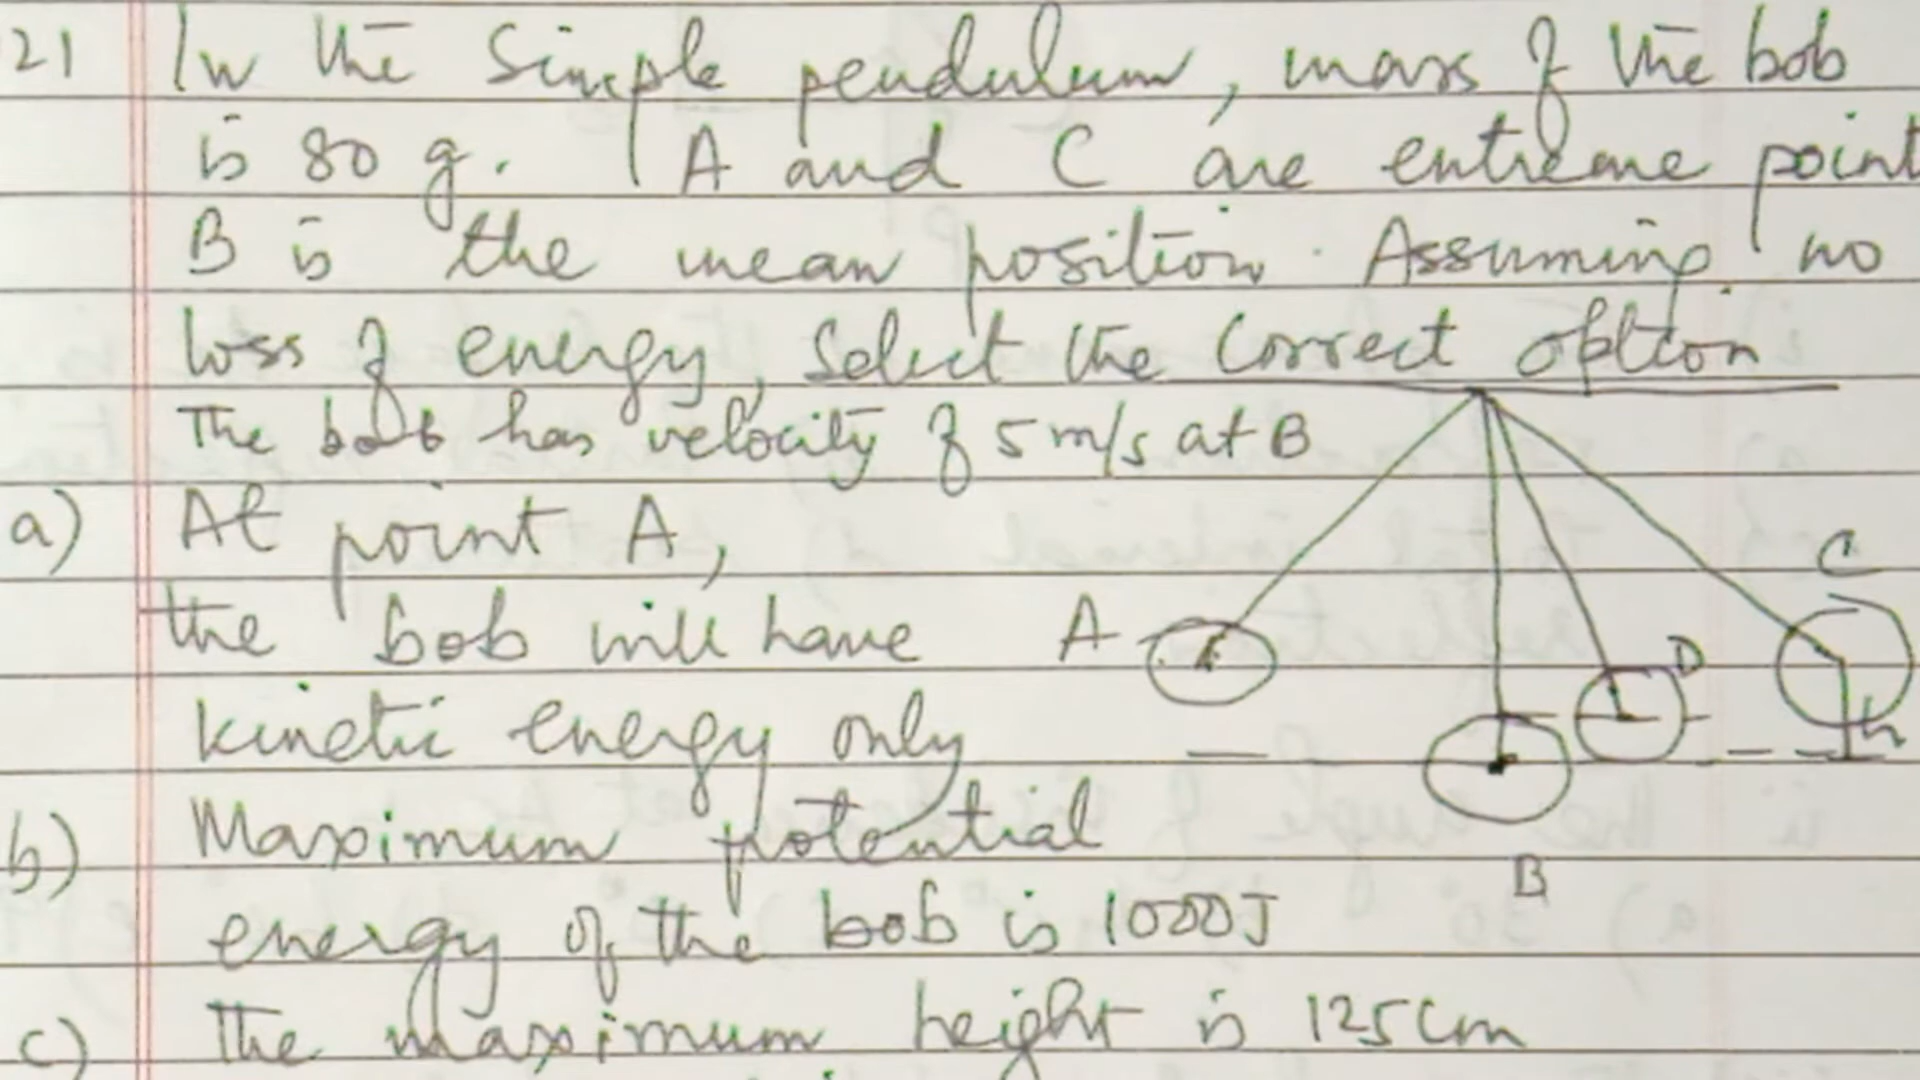 21 In the simple pendulum, mass of the bob
is 80 g. A and C are extreme point
B is the mean position. Assuming no
loss of energy, select the correct option
The bob has velocity of 5 m/s at B
a) At point A,
the bob will have
kinetic energy only
b) Maximum potential
energy of the bob is 1000J
c) The maximum height is 125 cm
A
B
D
C
h